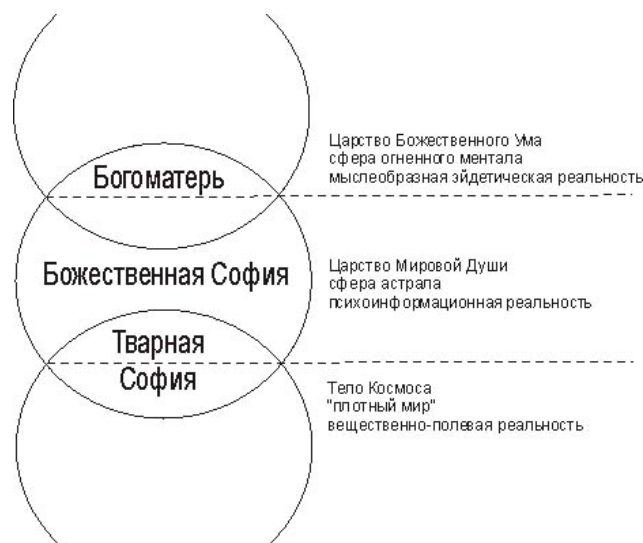 Царство Божественного Ума
сфера огненного ментала
мыслеобразная эйдетическая реальность
Богоматерь
Божественная София
Царство Мировой Души
сфера астрала
психоинформационная реальность
Тварная
София
Тело Космоса
"плотный мир"
вещественно-полевая реальность